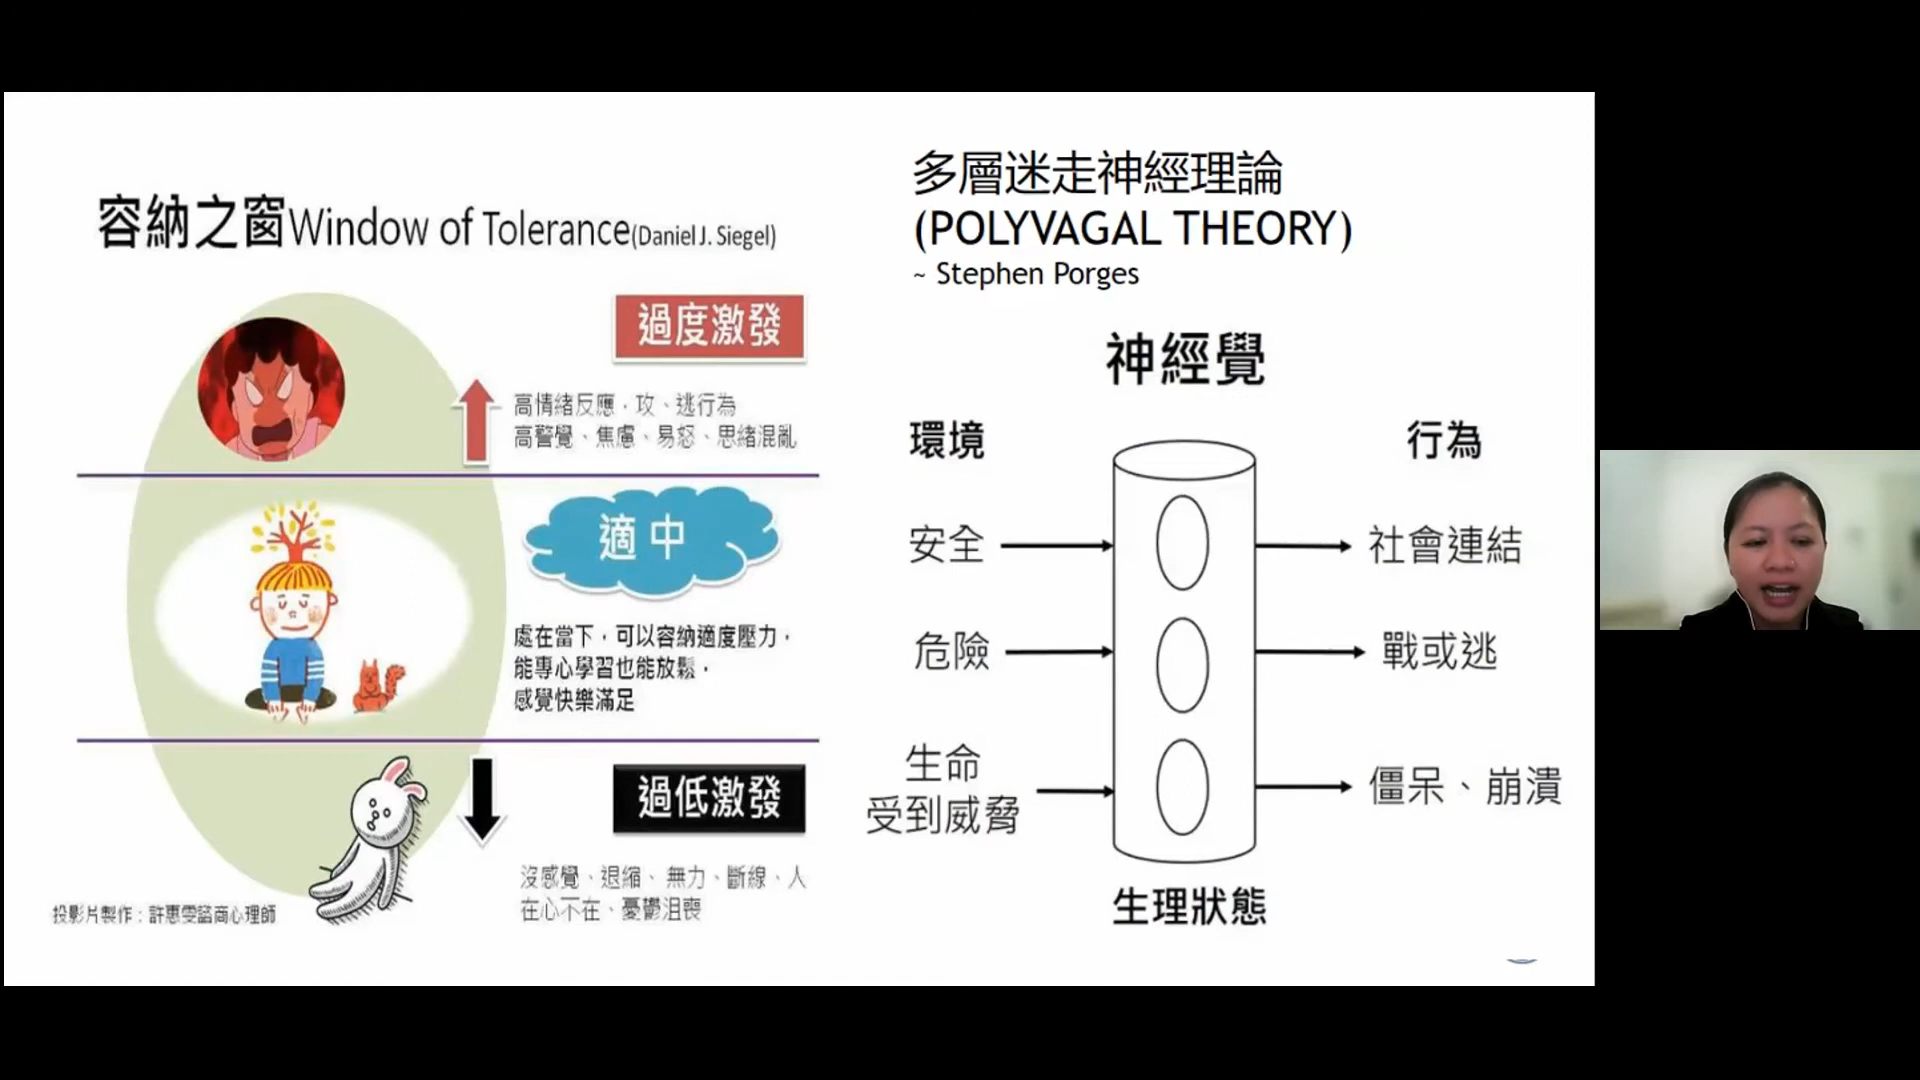 容納之窗Window of Tolerance(Daniel J. Siegel)
過度激發
高情緒反應，攻、逃行為
高警覺、焦慮、易怒、思緒混亂
適中
處在當下，可以容納適度壓力，
能專心學習也能放鬆，
感覺快樂滿足
過低激發
沒感覺、退縮、無力、斷線、人
在心不在、憂鬱沮喪
投影片製作：許惠雯諮商心理師
多層迷走神經理論
(POLYVAGAL THEORY)
~ Stephen Porges
神經覺
環境
行為
安全
社會連結
危險
戰或逃
生命
受到威脅
僵呆、崩潰
生理狀態